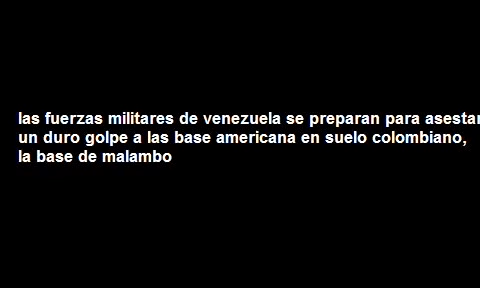 las fuerzas militares de venezuela se preparan para asestar
un duro golpe a las base americana en suelo colombiano,
la base de malambo